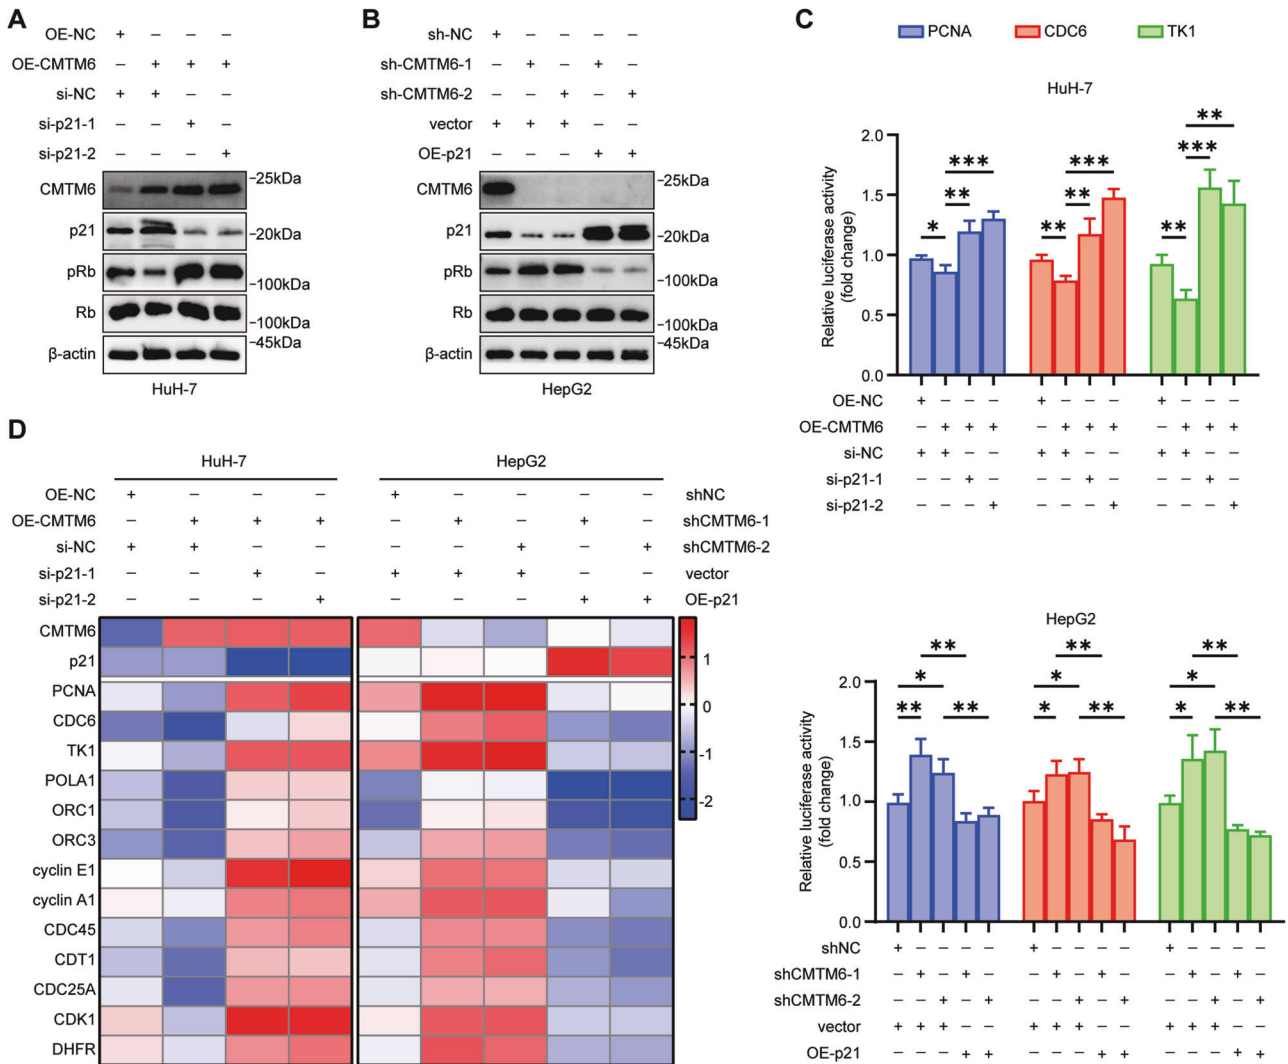 A
OE-NC + − − −
OE-CMTM6 − + + +
si-NC + + − −
si-p21-1 − − + −
si-p21-2 − − − +
CMTM6 −25kDa
p21 −20kDa
pRb −100kDa
Rb −100kDa
β-actin −45kDa
HuH-7
B
sh-NC + − − − −
sh-CMTM6-1 − + − + −
sh-CMTM6-2 − − + − +
vector + + + − −
OE-p21 − − − + +
CMTM6 −25kDa
p21 −20kDa
pRb −100kDa
Rb −100kDa
β-actin −45kDa
HepG2
C
PCNA CDC6 TK1
HuH-7
Relative luciferase activity
(fold change)
2.0
1.5
1.0
0.5
0.0
* ** *** ** ** *** ** *** **
OE-NC + − − − + − − − + − − −
OE-CMTM6 − + + + − + + + − + + +
si-NC + + − − + + − − + + − −
si-p21-1 − − + − − − + − − − + −
si-p21-2 − − − + − − − + − − − +
HepG2
Relative luciferase activity
(fold change)
2.0
1.5
1.0
0.5
0.0
** * ** ** * * ** ** * * ** **
shNC + − − − − + − − − − + − − − −
shCMTM6-1 − + − + − − + − + − − + − + −
shCMTM6-2 − − + − + − − + − + − − + − +
vector + + + − − + + + − − + + + − −
OE-p21 − − − + + − − − + + − − − + +
D
HuH-7 HepG2
OE-NC + − − − + − − − − shNC
OE-CMTM6 − + + + − + − + − shCMTM6-1
si-NC + + − − − − + − + shCMTM6-2
si-p21-1 − − + − + + + − − vector
si-p21-2 − − − + − − − + + OE-p21
CMTM6
p21
PCNA
CDC6
TK1
POLA1
ORC1
ORC3
cyclin E1
cyclin A1
CDC45
CDT1
CDC25A
CDK1
DHFR
1
0
-1
-2